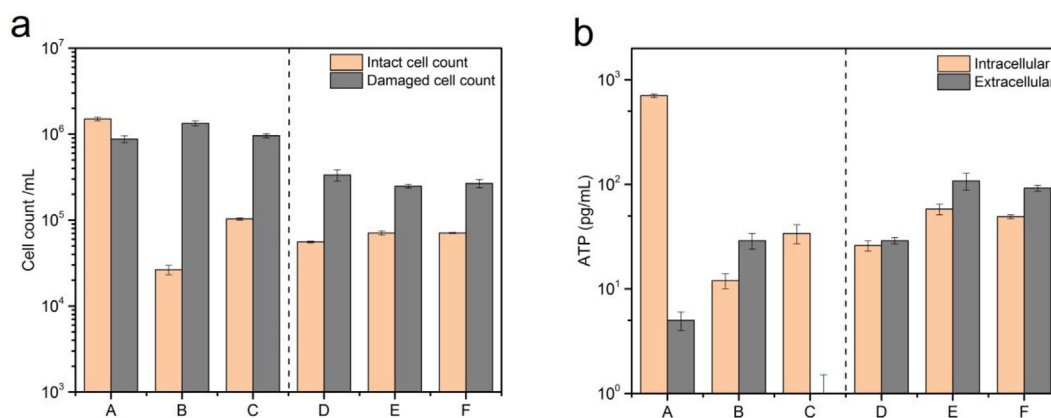 a
10^7
10^6
10^5
10^4
10^3
Cell count /mL
Intact cell count
Damaged cell count
A B C D E F
b
10^3
10^2
10^1
10^0
ATP (pg/mL)
Intracellular
Extracellular
A B C D E F